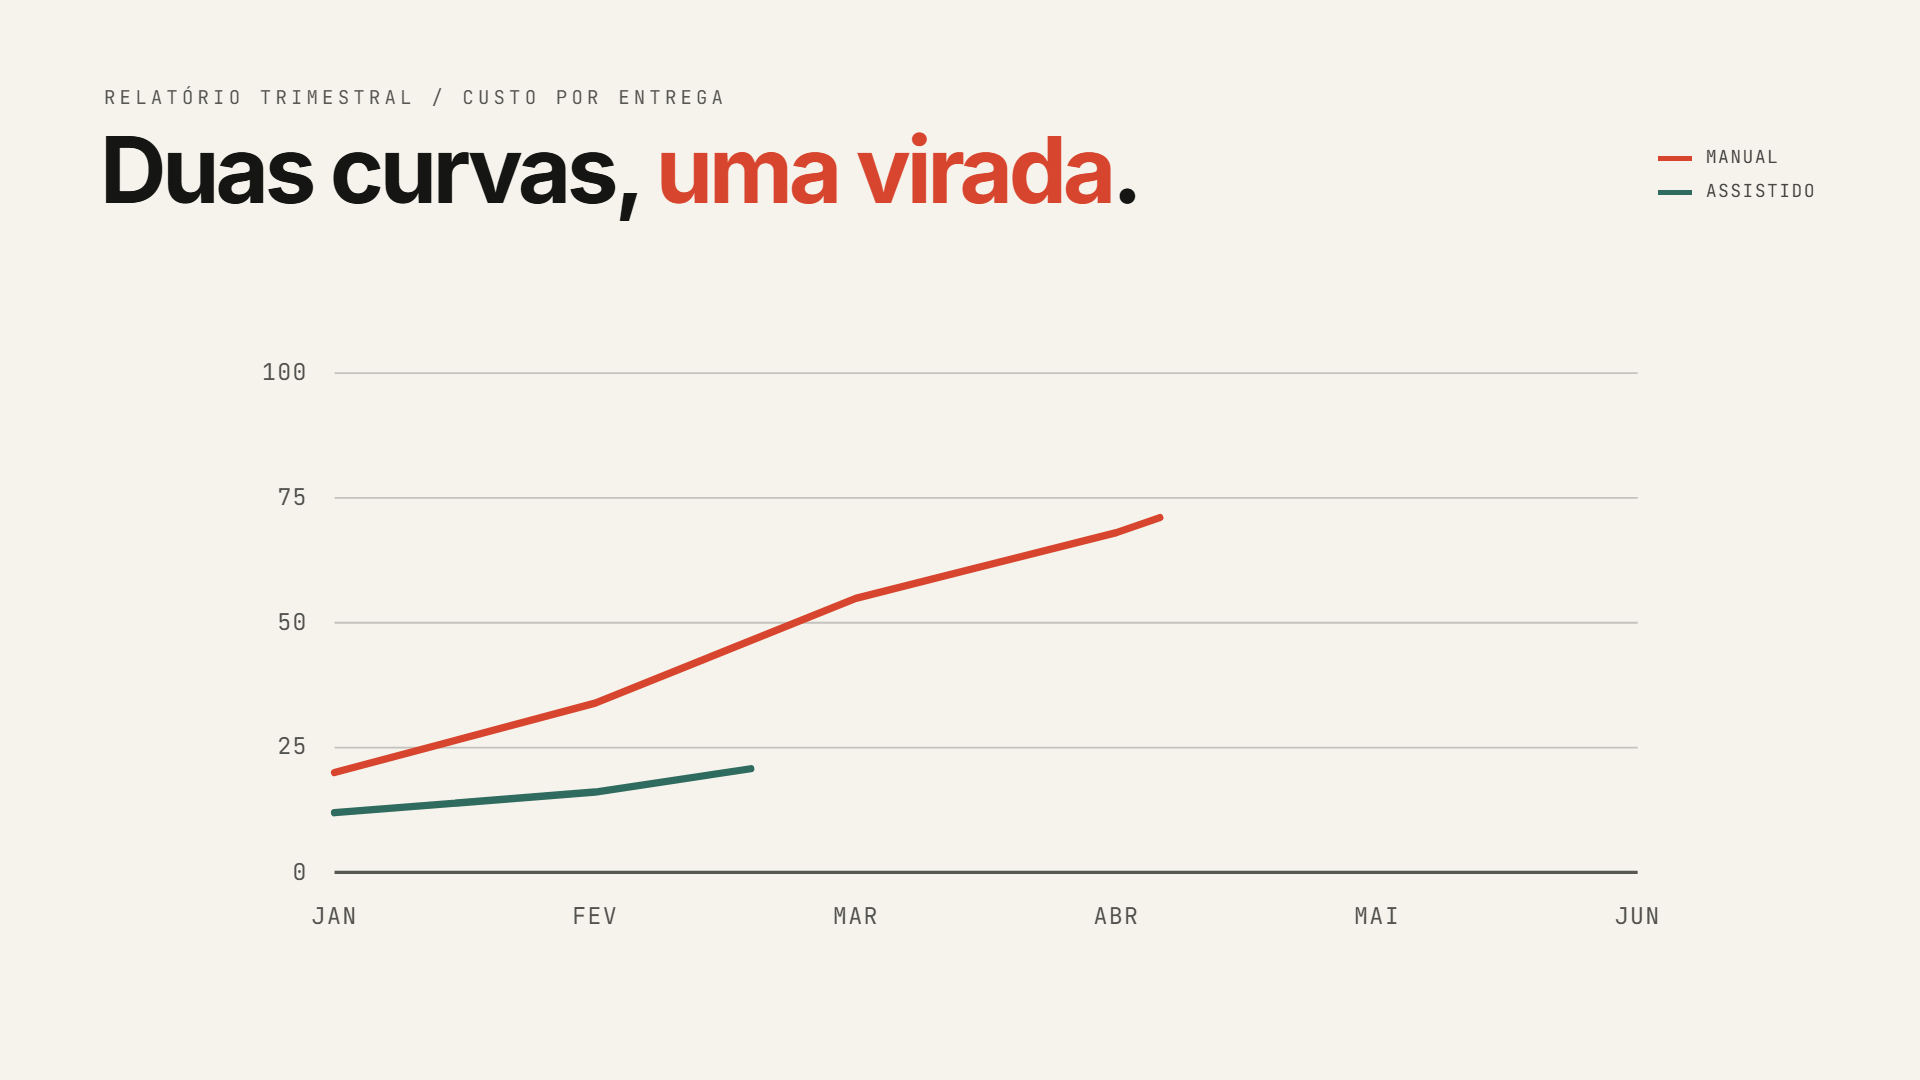 RELATÓRIO TRIMESTRAL / CUSTO POR ENTREGA
Duas curvas, uma virada.
MANUAL
ASSISTIDO
100
75
50
25
0
JAN FEV MAR ABR MAI JUN